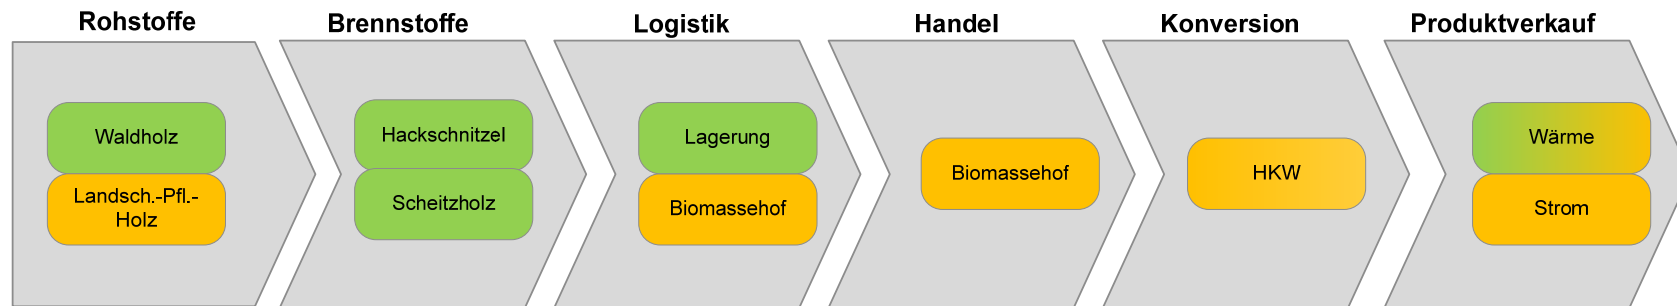 Rohstoffe
Brennstoffe
Logistik
Handel
Konversion
Produktverkauf
Waldholz
Landsch.-Pfl.-
Holz
Hackschnitzel
Scheitzholz
Lagerung
Biomassehof
Biomassehof
HKW
Wärme
Strom